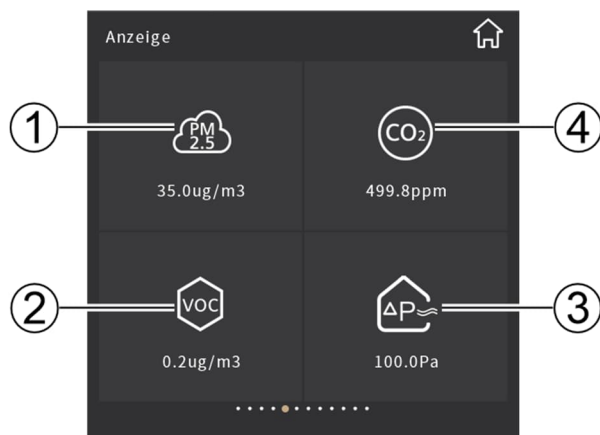 Anzeige
1
PM
2.5
CO₂
4
35.0ug/m3
499.8ppm
2
VOC
ΔP
3
0.2ug/m3
100.0Pa